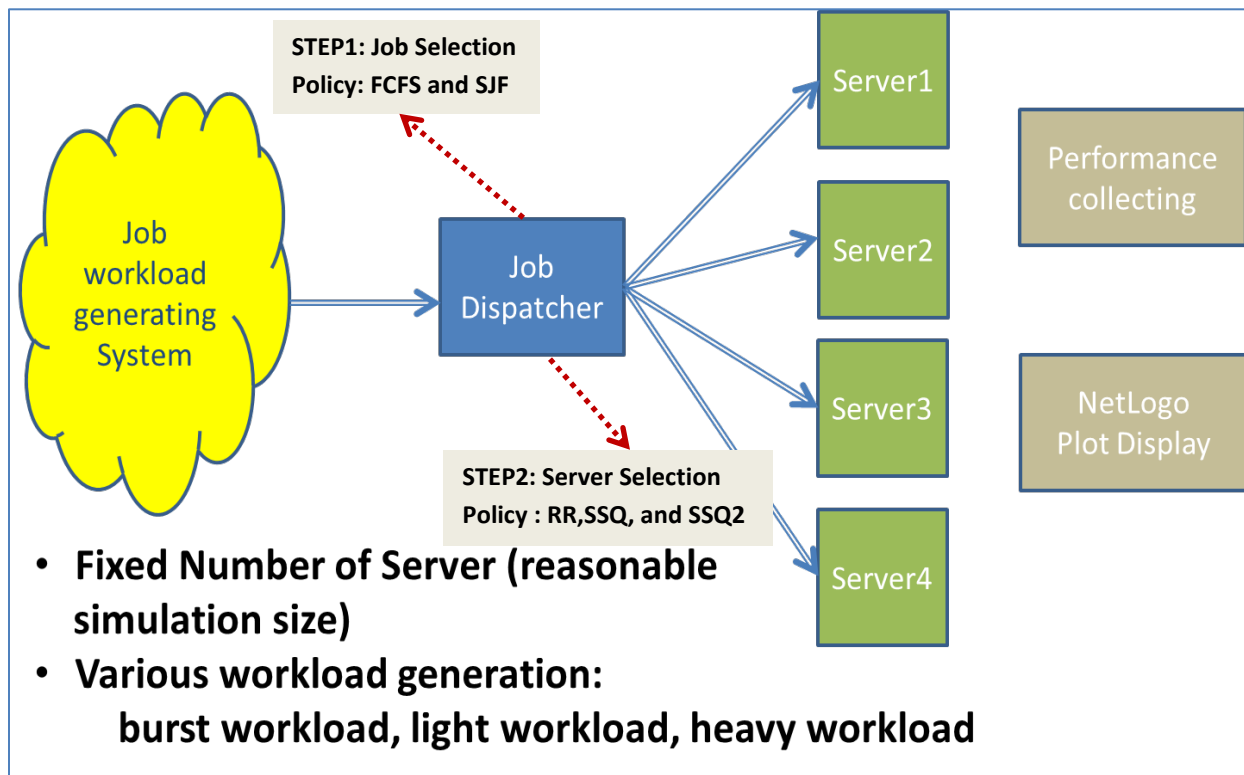 STEP1: Job Selection
Policy: FCFS and SJF
Job
workload
generating
System
Job
Dispatcher
Server1
Server2
Server3
Server4
Performance
collecting
NetLogo
Plot Display
STEP2: Server Selection
Policy : RR,SSQ, and SSQ2
• Fixed Number of Server (reasonable
simulation size)
• Various workload generation:
burst workload, light workload, heavy workload